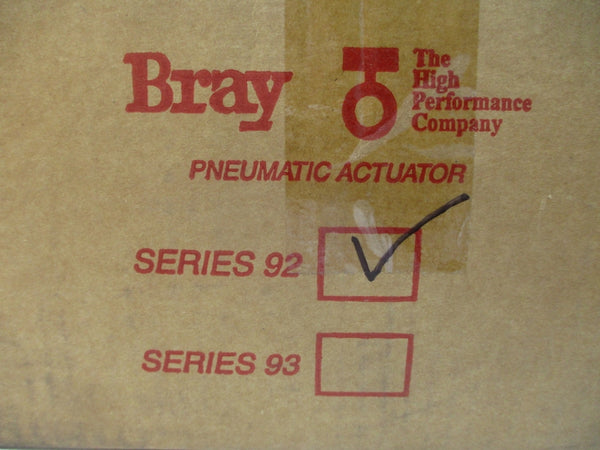 Bray
The
High
Performance
Company
PNEUMATIC ACTUATOR
SERIES 92
SERIES 93